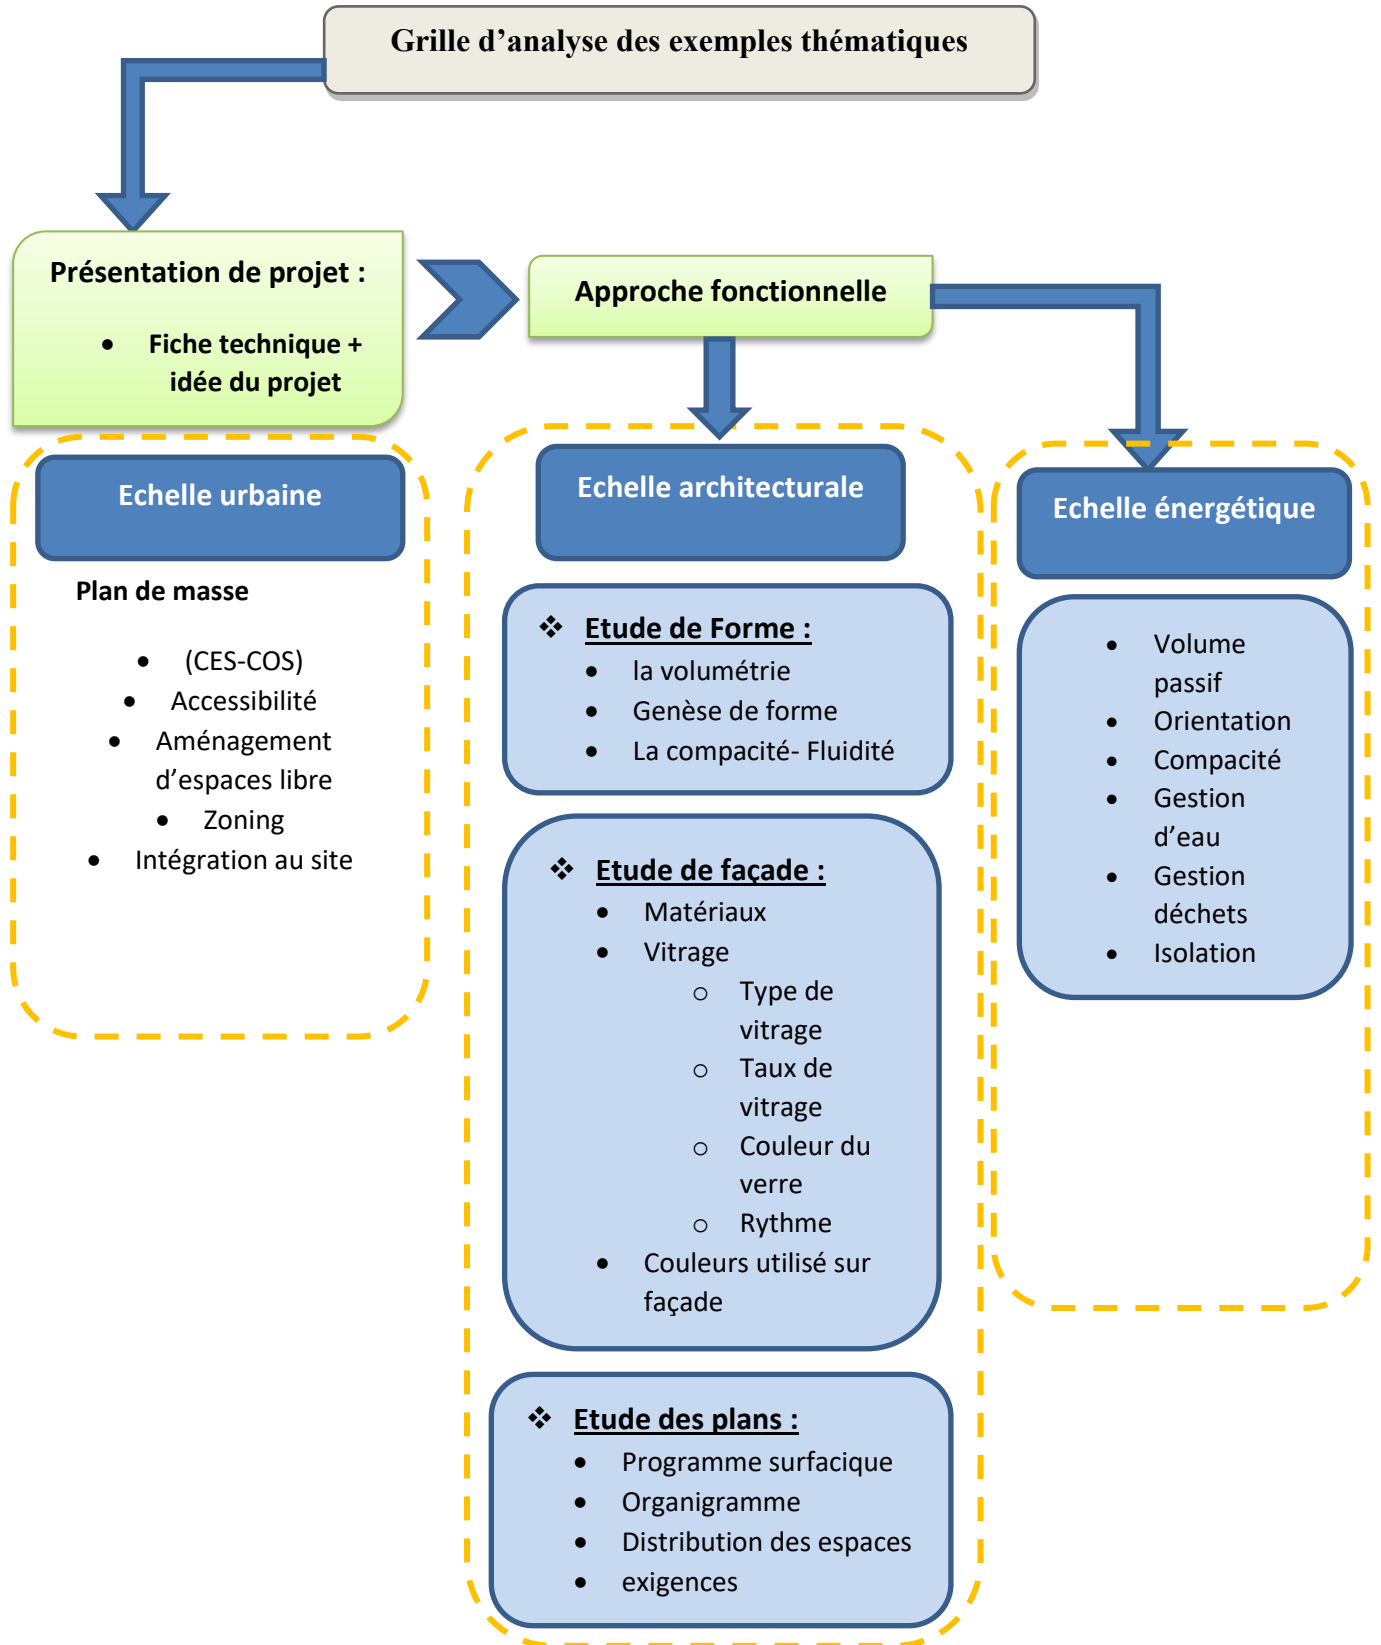 Grille d’analyse des exemples thématiques
Présentation de projet :
• Fiche technique +
idée du projet
Approche fonctionnelle
Echelle urbaine
Plan de masse
• (CES-COS)
• Accessibilité
• Aménagement
d’espaces libre
• Zoning
• Intégration au site
Echelle architecturale
❖ Etude de Forme :
• la volumétrie
• Genèse de forme
• La compacité- Fluidité
❖ Etude de façade :
• Matériaux
• Vitrage
o Type de
vitrage
o Taux de
vitrage
o Couleur du
verre
o Rythme
• Couleurs utilisé sur
façade
❖ Etude des plans :
• Programme surfacique
• Organigramme
• Distribution des espaces
• exigences
Echelle énergétique
• Volume
passif
• Orientation
• Compacité
• Gestion
d’eau
• Gestion
déchets
• Isolation